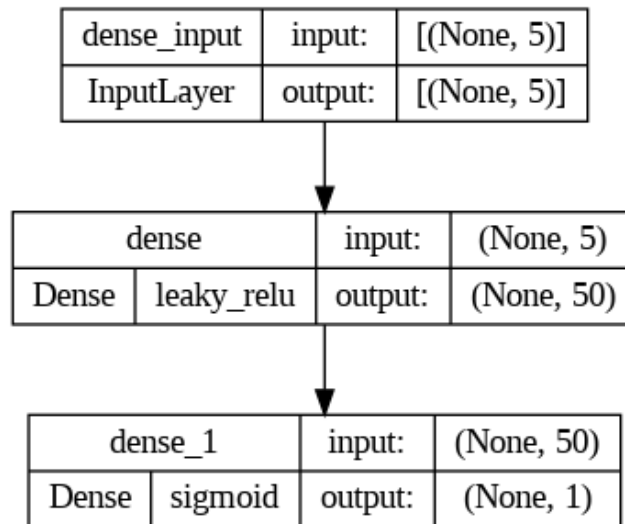 dense_input input: [(None, 5)]
InputLayer output: [(None, 5)]
dense input: (None, 5)
Dense leaky_relu output: (None, 50)
dense_1 input: (None, 50)
Dense sigmoid output: (None, 1)